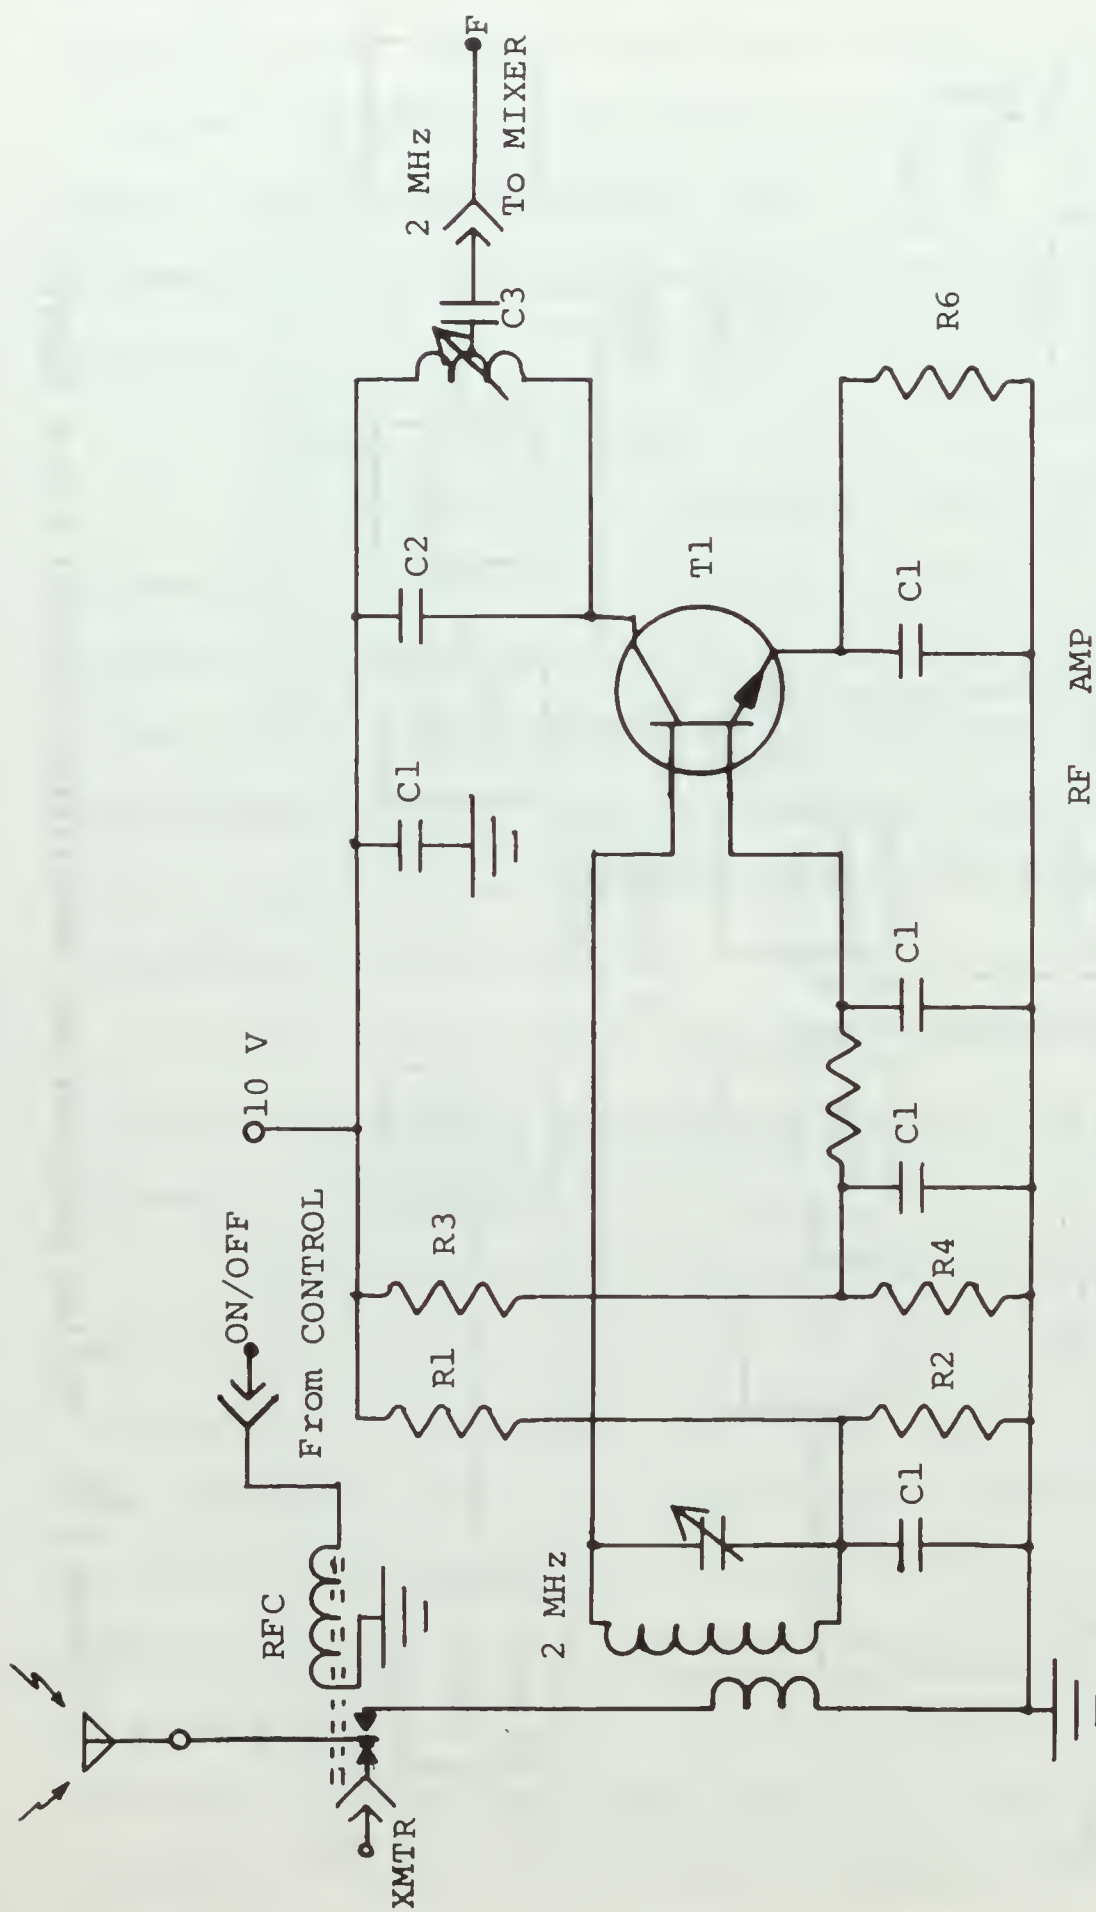 XMTR
RFC
ON/OFF
From CONTROL
10 V
2 MHz
R1
R3
C1
C2
2 MHz
F
To MIXER
C3
C1
R2
R4
C1
C1
T1
C1
R6
RF AMP